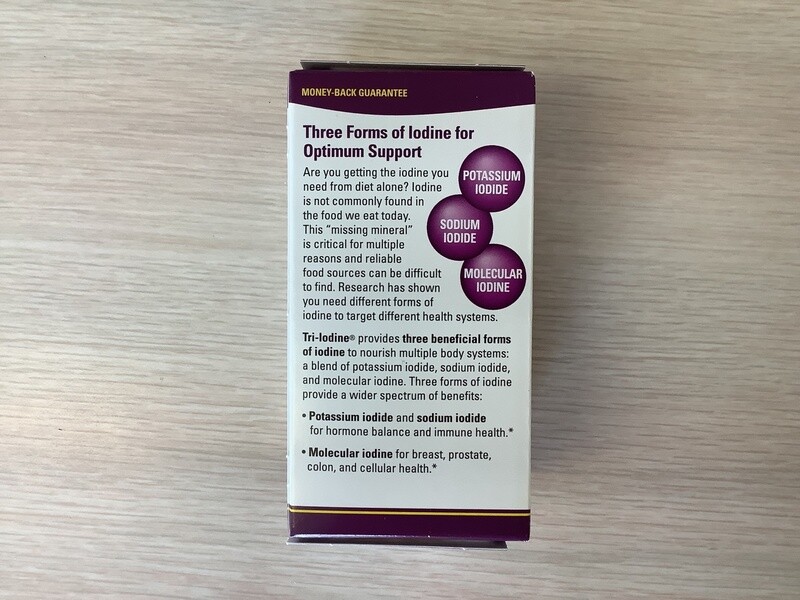 MONEY-BACK GUARANTEE
Three Forms of Iodine for
Optimum Support
Are you getting the iodine you
need from diet alone? Iodine
is not commonly found in
the food we eat today.
This “missing mineral”
is critical for multiple
reasons and reliable
food sources can be difficult
to find. Research has shown
you need different forms of
iodine to target different health systems.
POTASSIUM
IODIDE
SODIUM
IODIDE
MOLECULAR
IODINE
Tri-Iodine® provides three beneficial forms
of iodine to nourish multiple body systems:
a blend of potassium iodide, sodium iodide,
and molecular iodine. Three forms of iodine
provide a wider spectrum of benefits:
• Potassium iodide and sodium iodide
for hormone balance and immune health.*
• Molecular iodine for breast, prostate,
colon, and cellular health.*